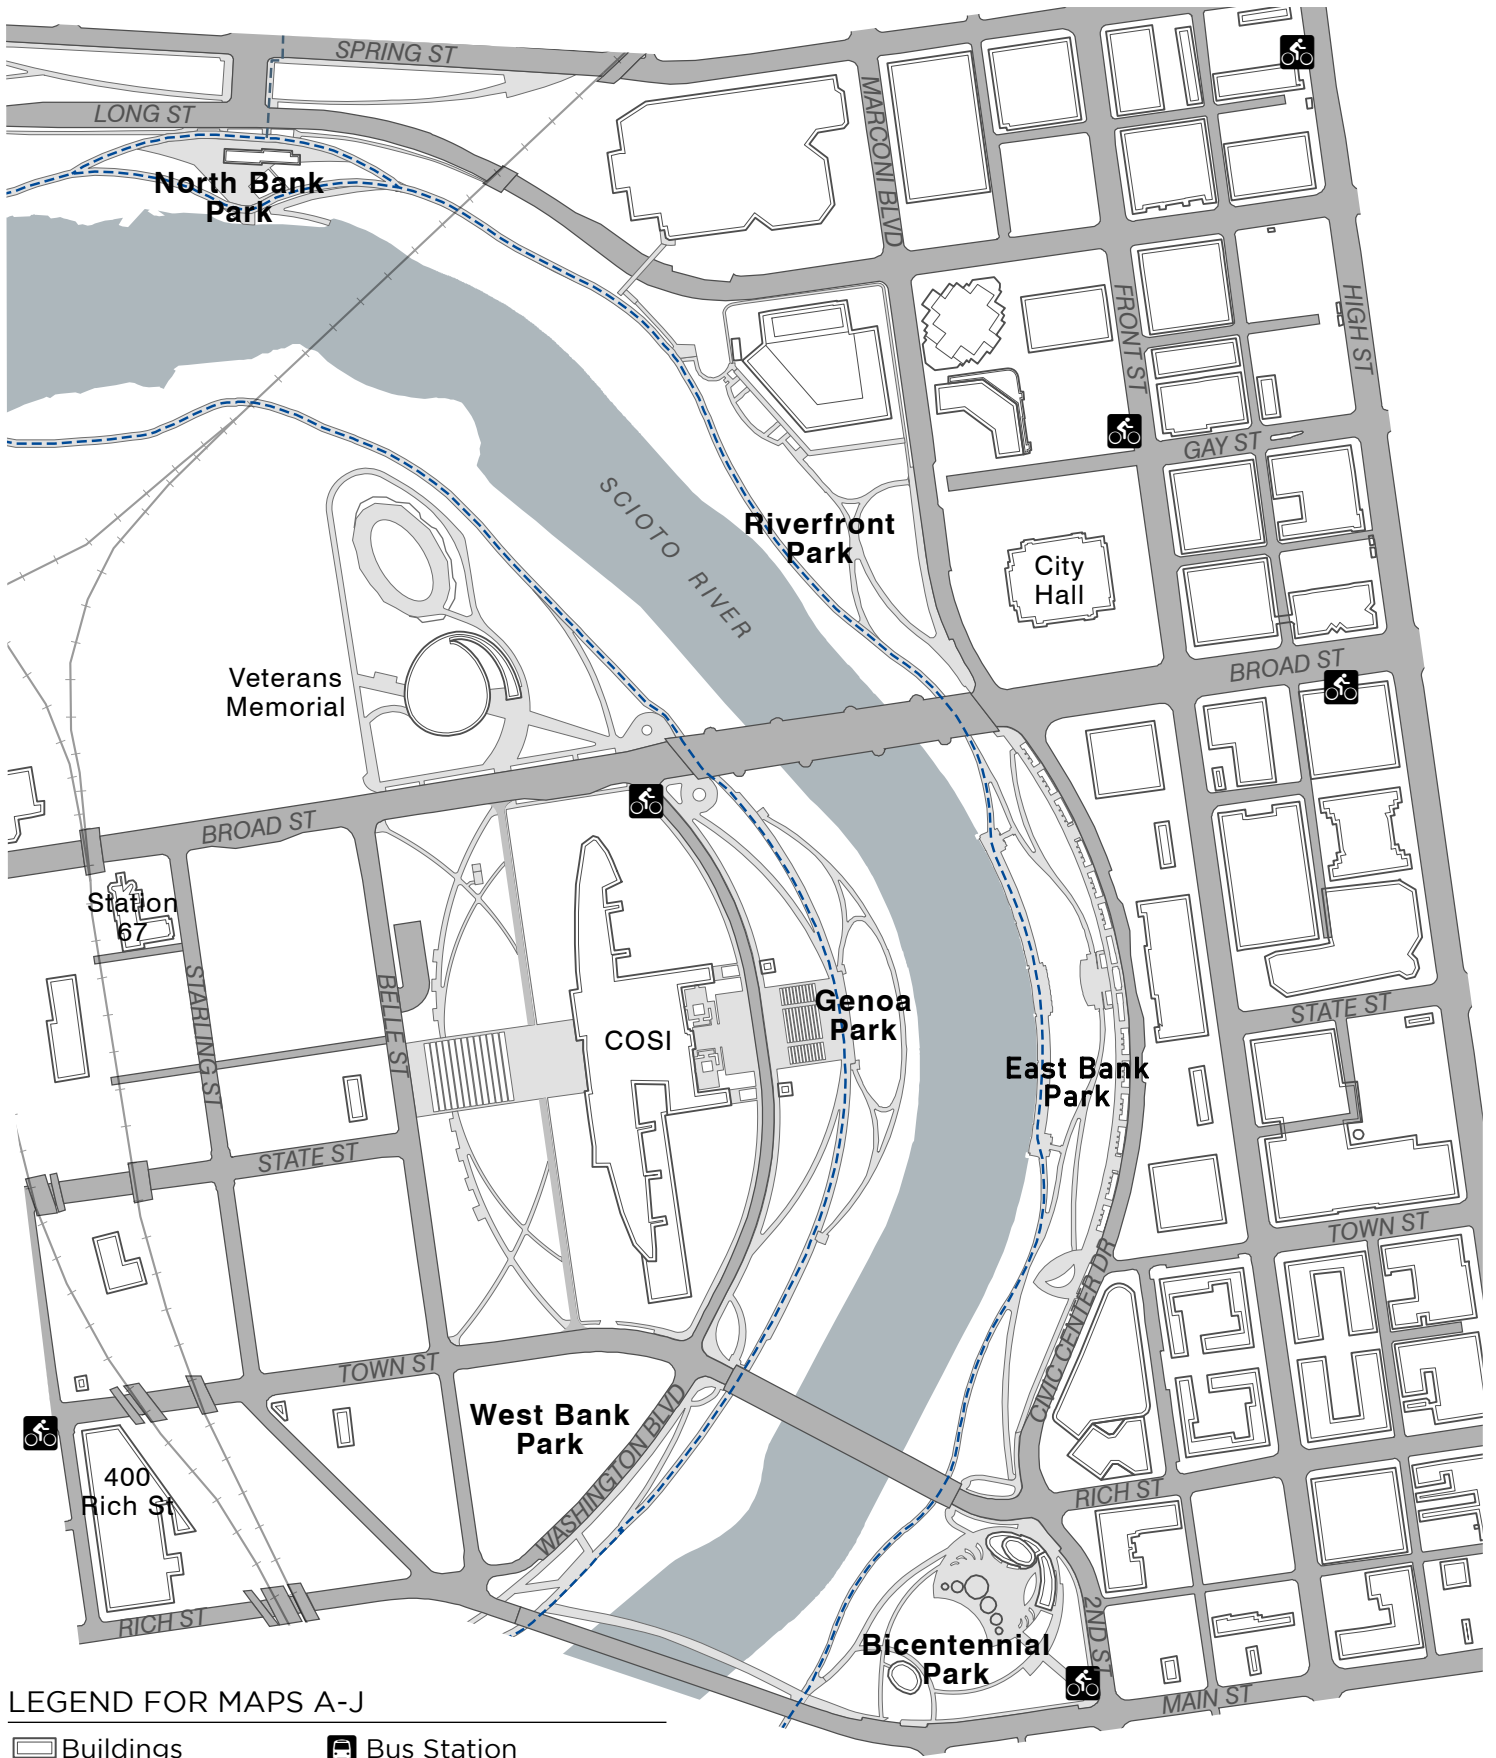 SPRING ST
LONG ST
MARCONI BLVD
North Bank
Park
FRONT ST
HIGH ST
GAY ST
SCIOTO RIVER
Riverfront
Park
City
Hall
BROAD ST
Veterans
Memorial
BROAD ST
Station
67
STARLING ST
BELLE ST
COSI
Genoa
Park
East Bank
Park
STATE ST
STATE ST
TOWN ST
CIVIC CENTER DR
TOWN ST
West Bank
Park
WASHINGTON BLVD
400
Rich St
RICH ST
RICH ST
2ND ST
Bicentennial
Park
MAIN ST
LEGEND FOR MAPS A-J
Buildings
Bus Station